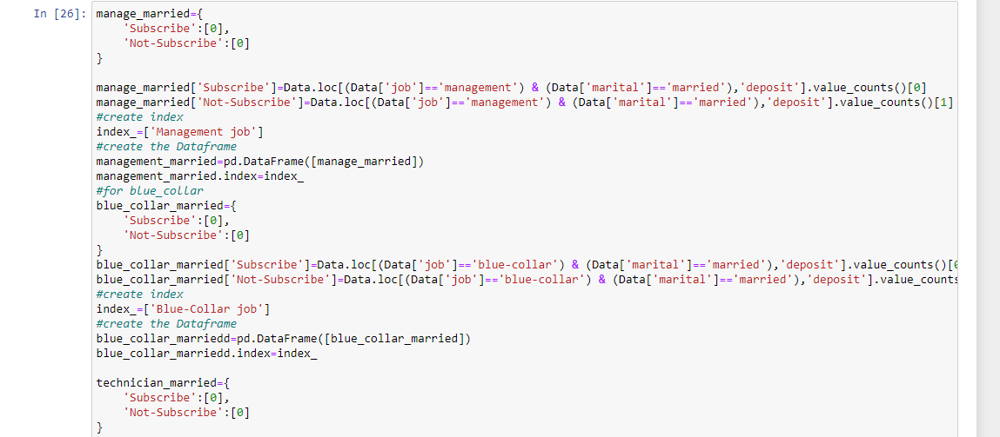 In [26]: manage_married={
'Subscribe':[0],
'Not-Subscribe':[0]
}
manage_married['Subscribe']=Data.loc[(Data['job']=='management') & (Data['marital']=='married'),'deposit'].value_counts()[0]
manage_married['Not-Subscribe']=Data.loc[(Data['job']=='management') & (Data['marital']=='married'),'deposit'].value_counts()[1]
#create index
index_=['Management job']
#create the Dataframe
management_married=pd.DataFrame([manage_married])
management_married.index=index_
#for blue_collar
blue_collar_married={
'Subscribe':[0],
'Not-Subscribe':[0]
}
blue_collar_married['Subscribe']=Data.loc[(Data['job']=='blue-collar') & (Data['marital']=='married'),'deposit'].value_counts()[
blue_collar_married['Not-Subscribe']=Data.loc[(Data['job']=='blue-collar') & (Data['marital']=='married'),'deposit'].value_counts
#create index
index_=['Blue-Collar job']
#create the Dataframe
blue_collar_marriedd=pd.DataFrame([blue_collar_married])
blue_collar_marriedd.index=index_
technician_married={
'Subscribe':[0],
'Not-Subscribe':[0]
}